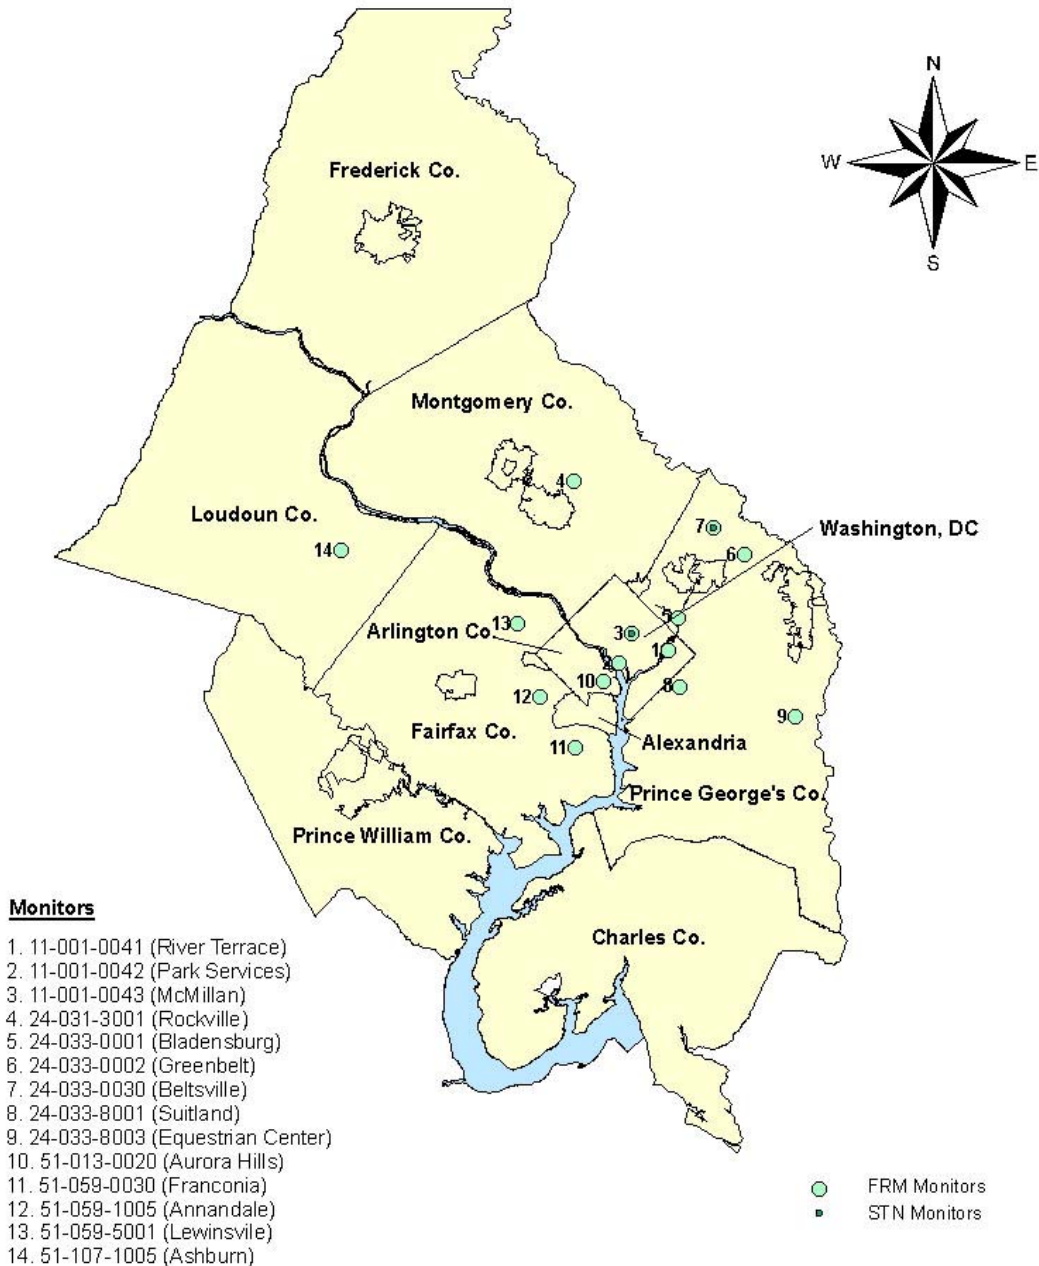 N
W E
S
Frederick Co.
Montgomery Co.
4
Loudoun Co.
7
Washington, DC
14
6
5
13
Arlington Co.
3
1
2
10
8
12
9
Fairfax Co.
Alexandria
11
Prince George's Co.
Prince William Co.
Charles Co.
Monitors
1. 11-001-0041 (River Terrace)
2. 11-001-0042 (Park Services)
3. 11-001-0043 (McMillan)
4. 24-031-3001 (Rockville)
5. 24-033-0001 (Bladensburg)
6. 24-033-0002 (Greenbelt)
7. 24-033-0030 (Beltsville)
8. 24-033-8001 (Suitland)
9. 24-033-8003 (Equestrian Center)
10. 51-013-0020 (Aurora Hills)
11. 51-059-0030 (Franconia)
12. 51-059-1005 (Annandale)
13. 51-059-5001 (Lewinsvile)
14. 51-107-1005 (Ashburn)
FRM Monitors
STN Monitors